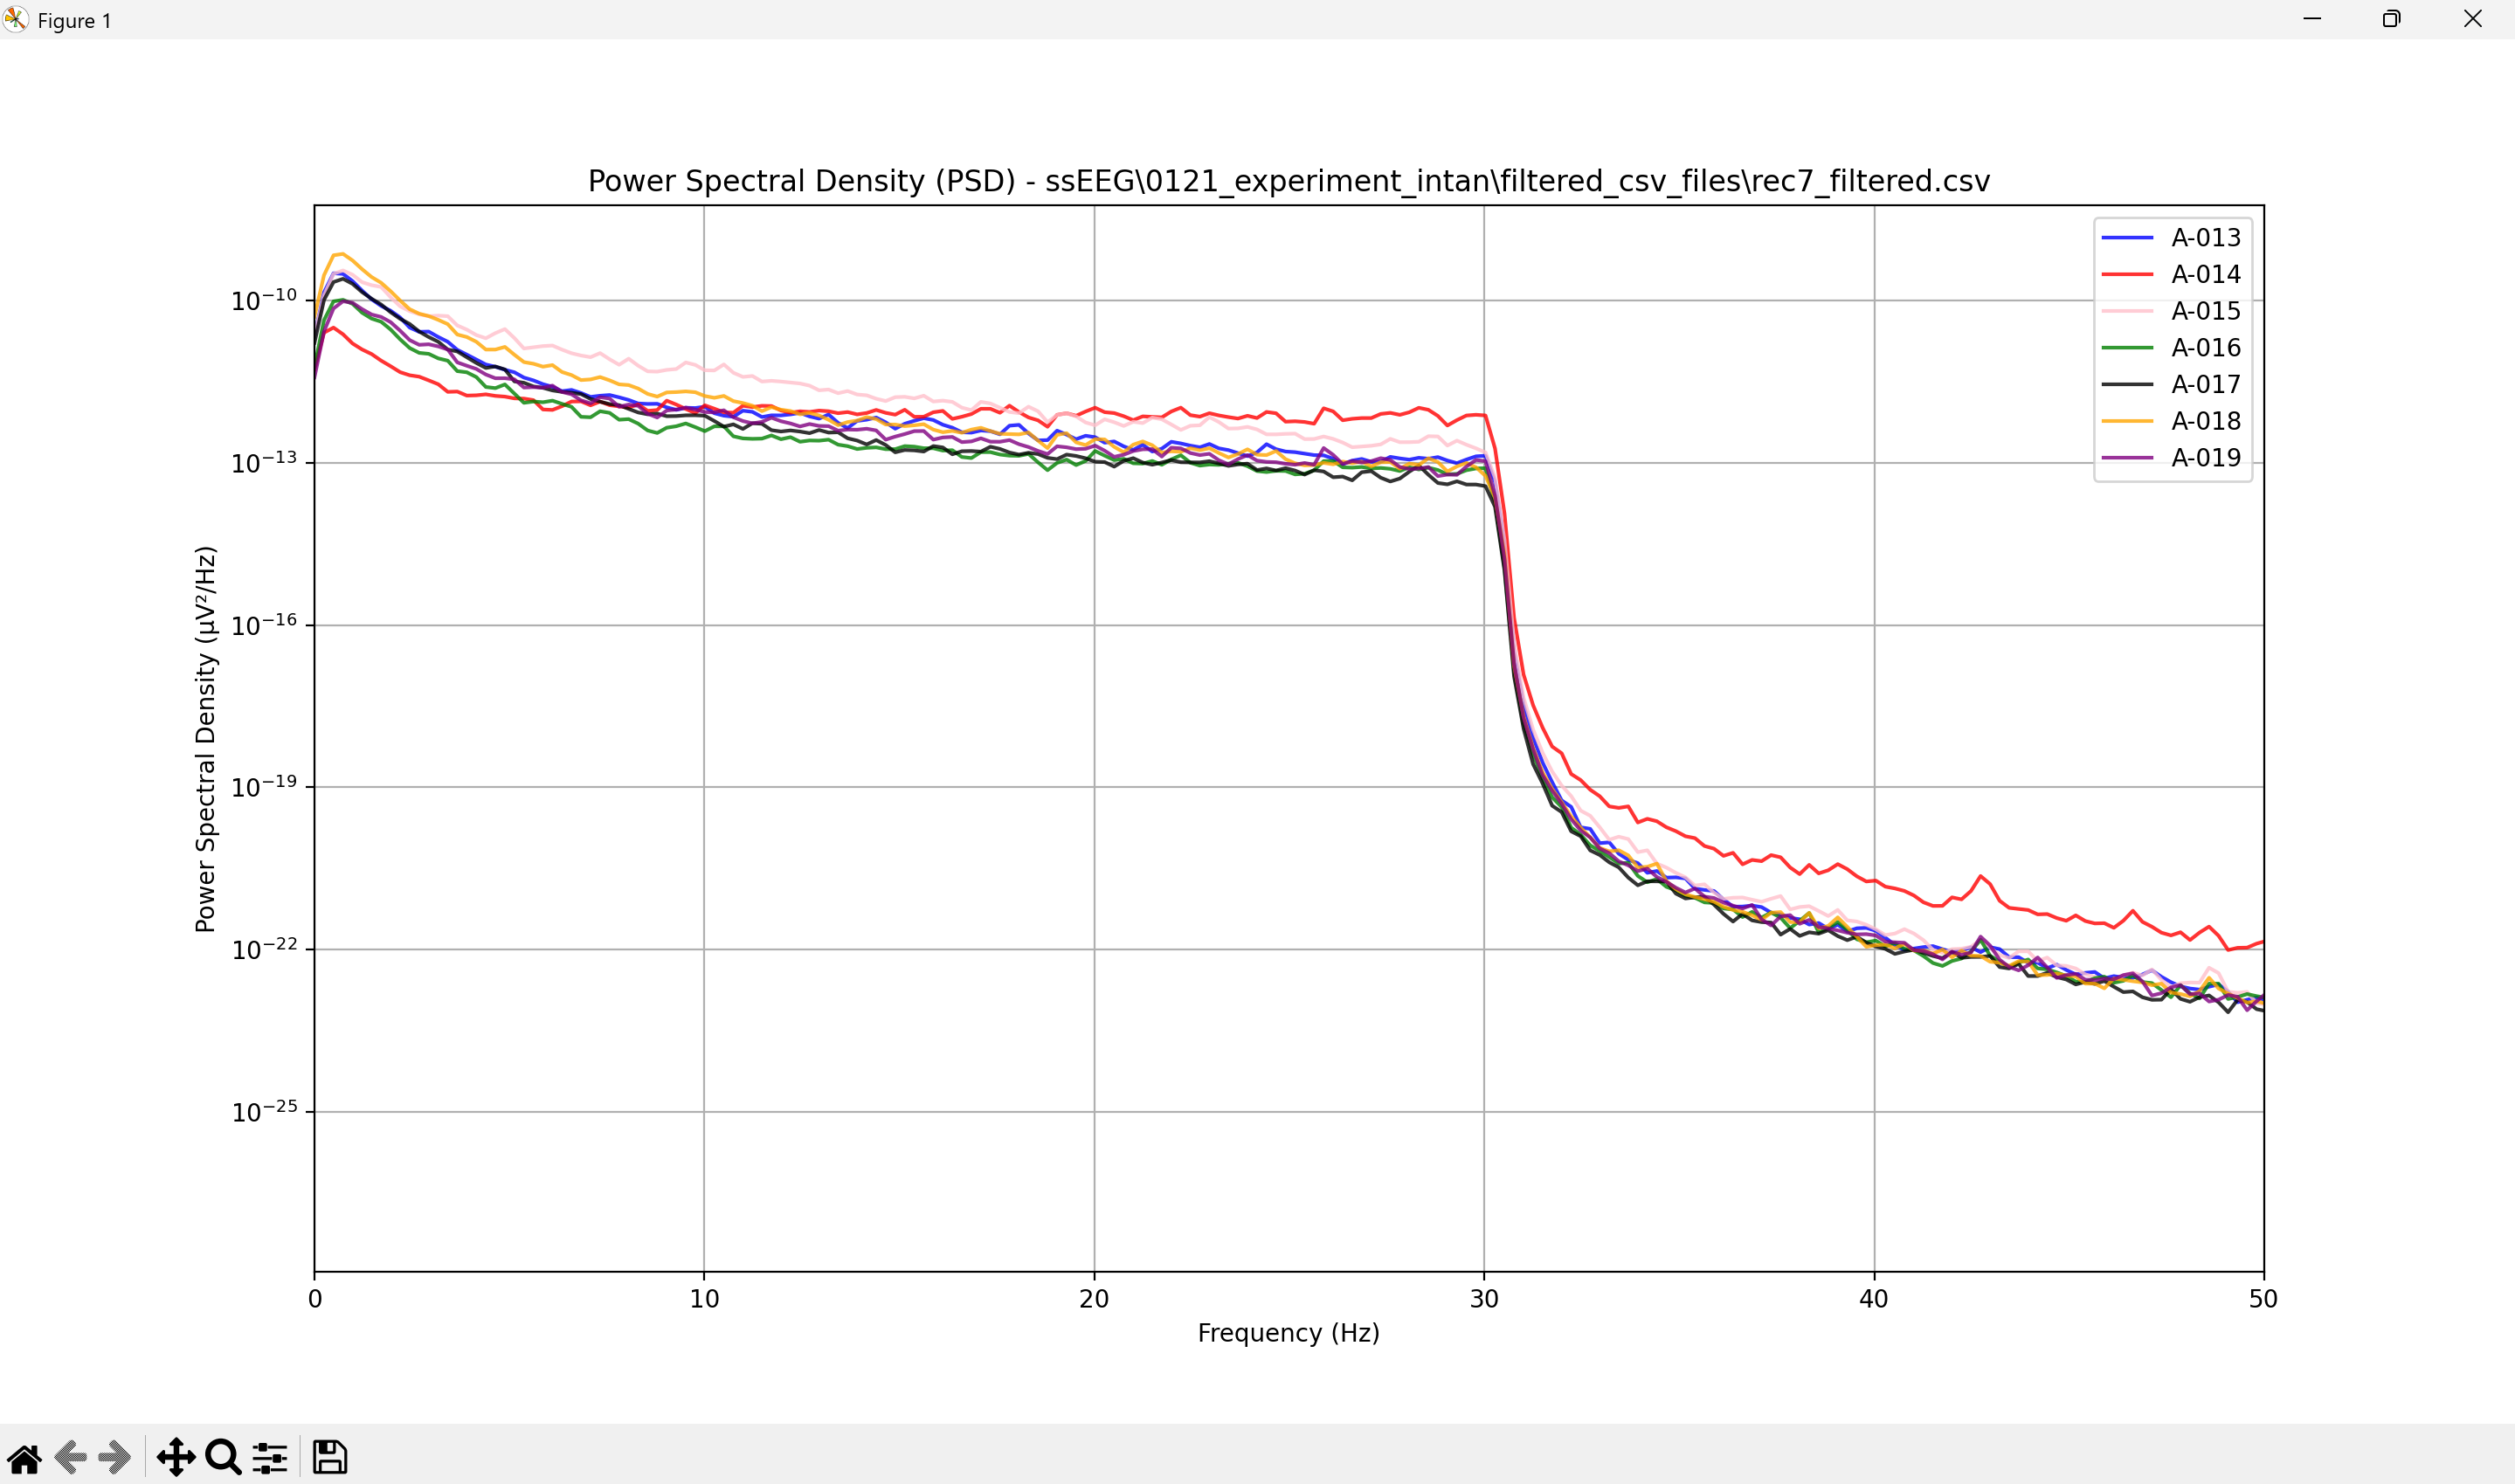 Figure 1
Power Spectral Density (PSD) - ssEEG\0121_experiment_intan\filtered_csv_files\rec7_filtered.csv
A-013
A-014
A-015
A-016
A-017
A-018
A-019
Power Spectral Density (μV²/Hz)
10⁻¹⁰
10⁻¹³
10⁻¹⁶
10⁻¹⁹
10⁻²²
10⁻²⁵
0 10 20 30 40 50
Frequency (Hz)